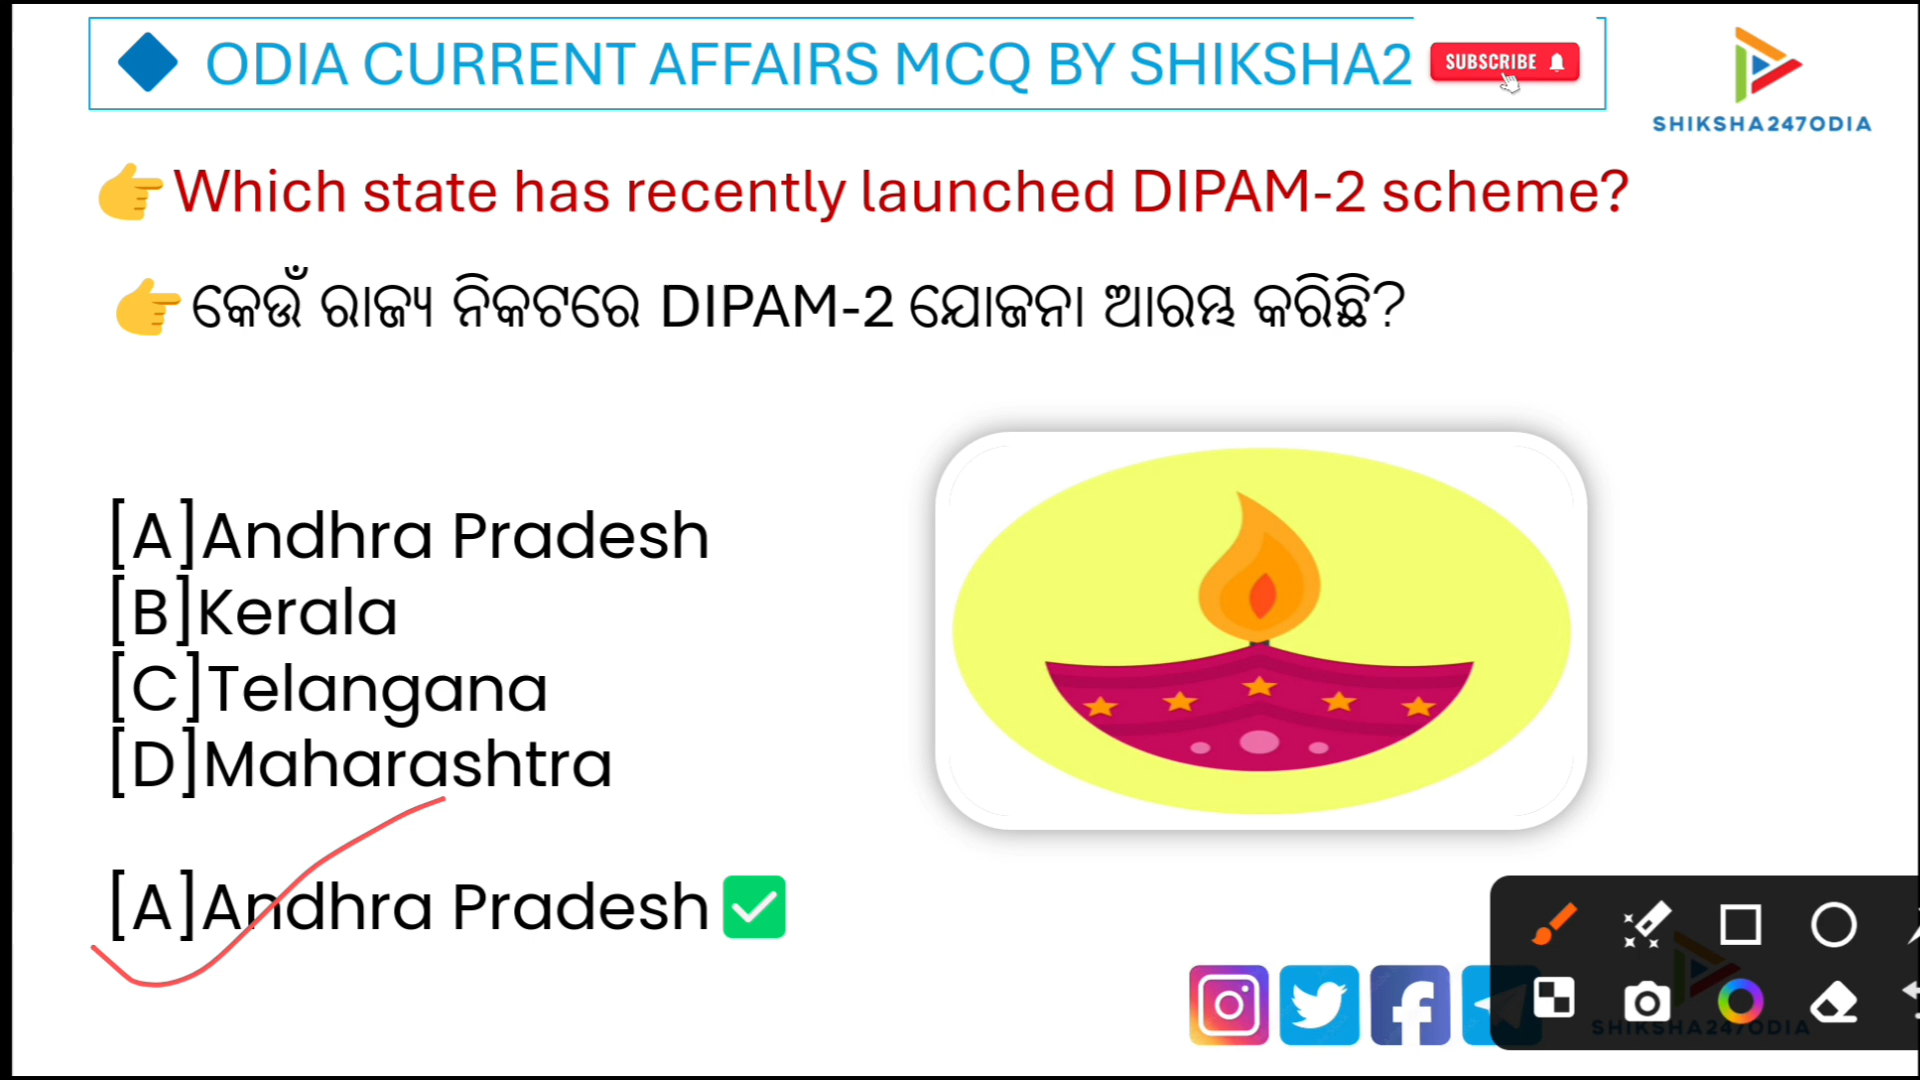 ODIA CURRENT AFFAIRS MCQ BY SHIKSHA2
SUBSCRIBE
SHIKSHA247ODIA
Which state has recently launched DIPAM-2 scheme?
କେଉଁ ରାଜ୍ୟ ନିକଟରେ DIPAM-2 ଯୋଜନା ଆରମ୍ଭ କରିଛି?
[A]Andhra Pradesh
[B]Kerala
[C]Telangana
[D]Maharashtra
[A]Andhra Pradesh
SHIKSHA247ODIA